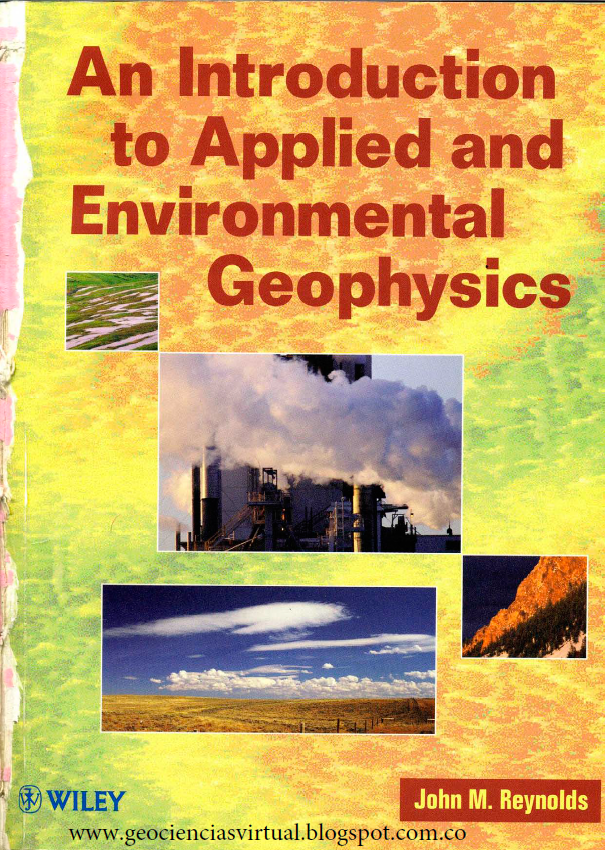 An Introduction
to Applied and
Environmental
Geophysics
WILEY
John M. Reynolds
www.geocienciasvirtual.blogspot.com.co